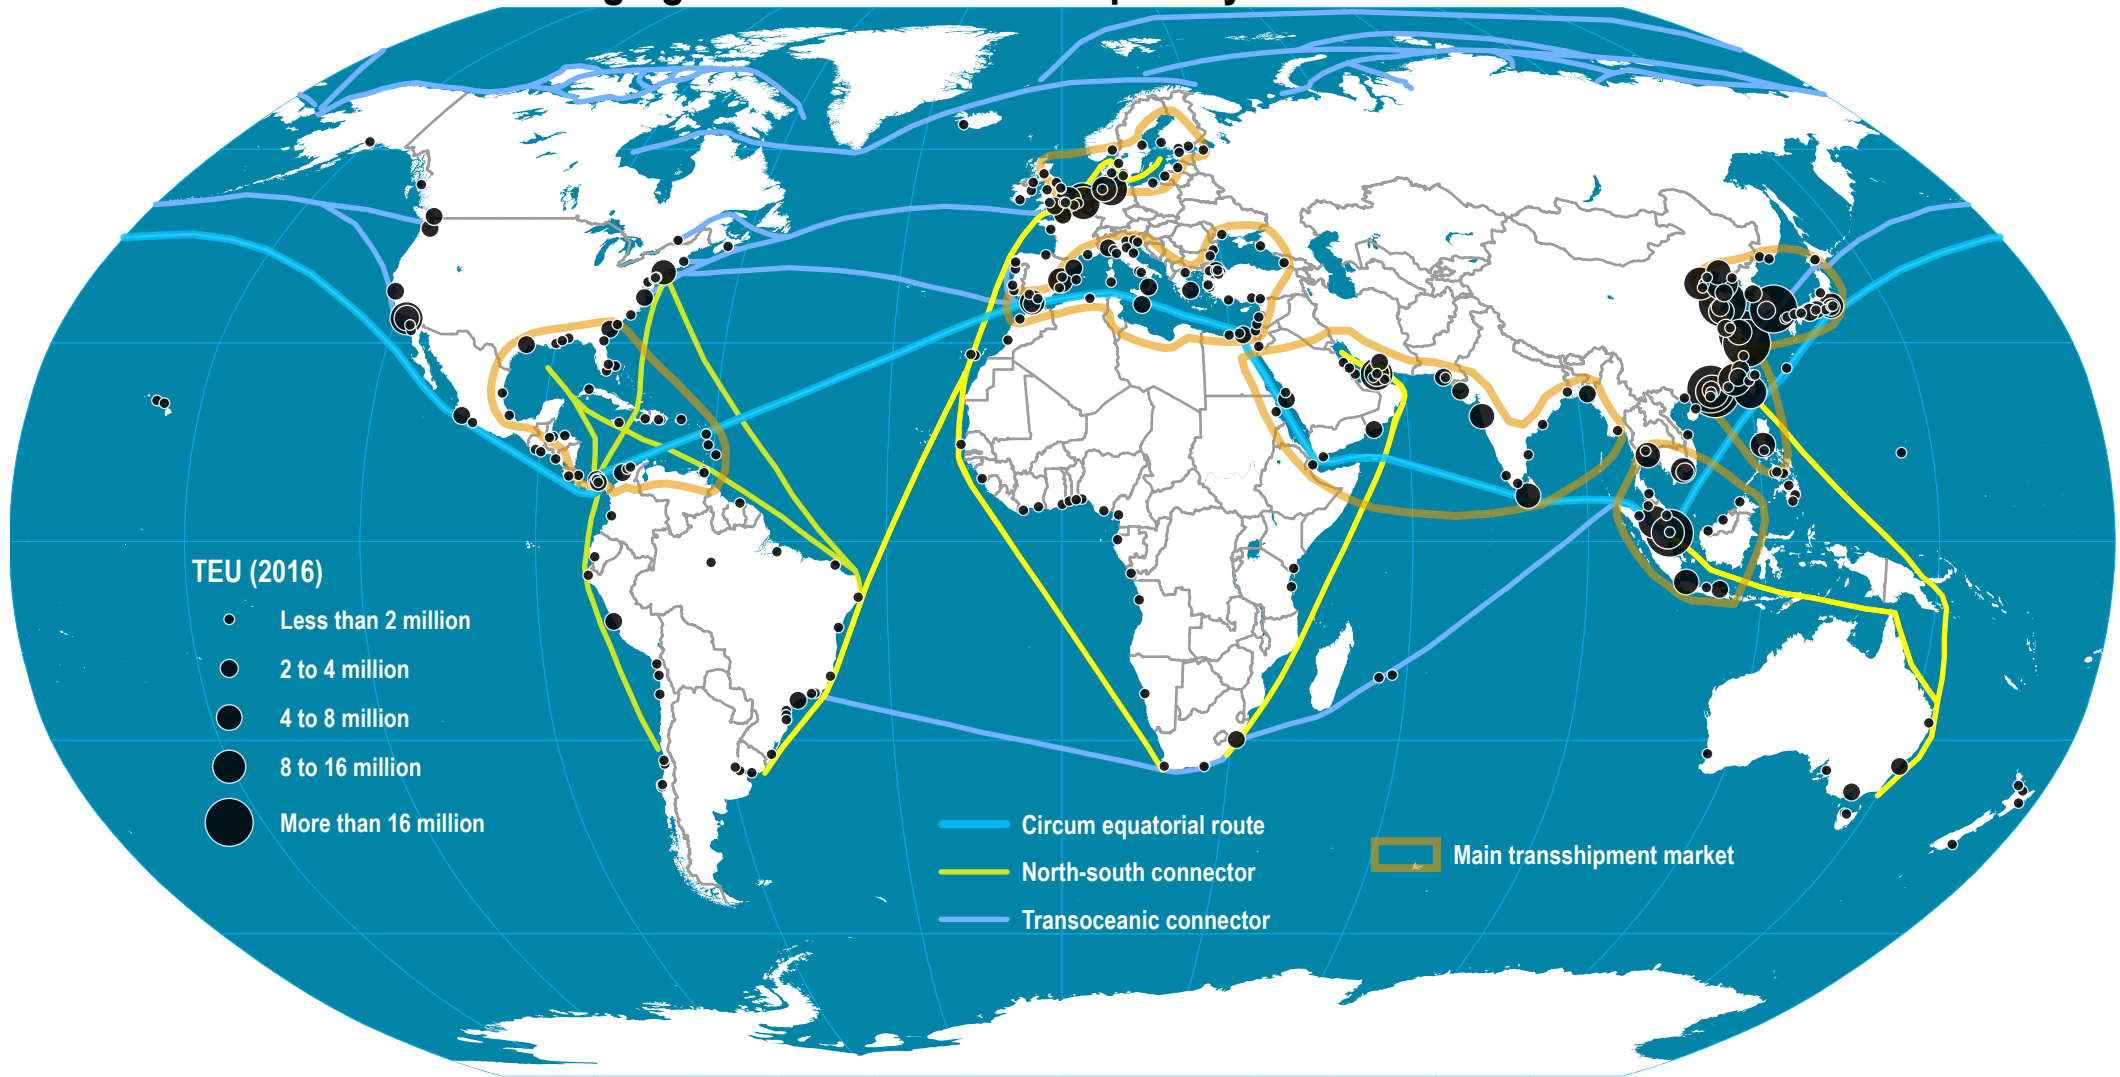 TEU (2016)
Less than 2 million
2 to 4 million
4 to 8 million
8 to 16 million
More than 16 million
Circum equatorial route
North-south connector
Transoceanic connector
Main transshipment market